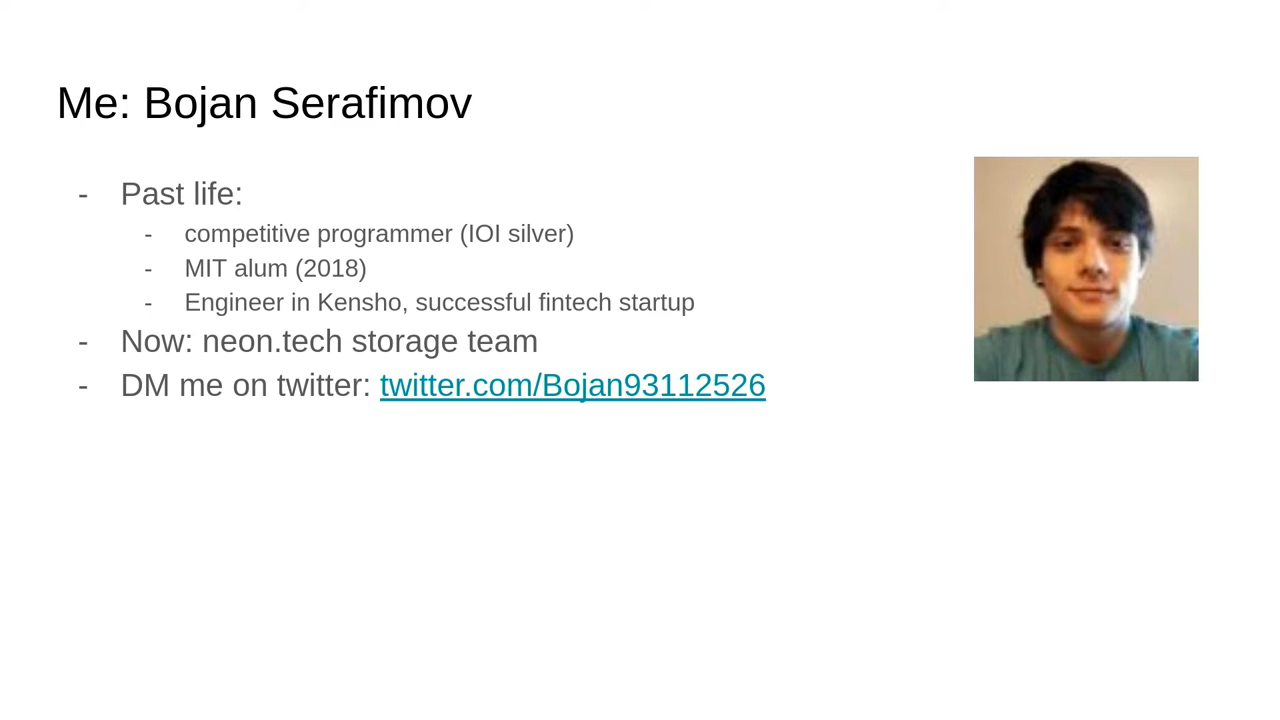 Me: Bojan Serafimov
- Past life:
- competitive programmer (IOI silver)
- MIT alum (2018)
- Engineer in Kensho, successful fintech startup
- Now: neon.tech storage team
- DM me on twitter: twitter.com/Bojan93112526